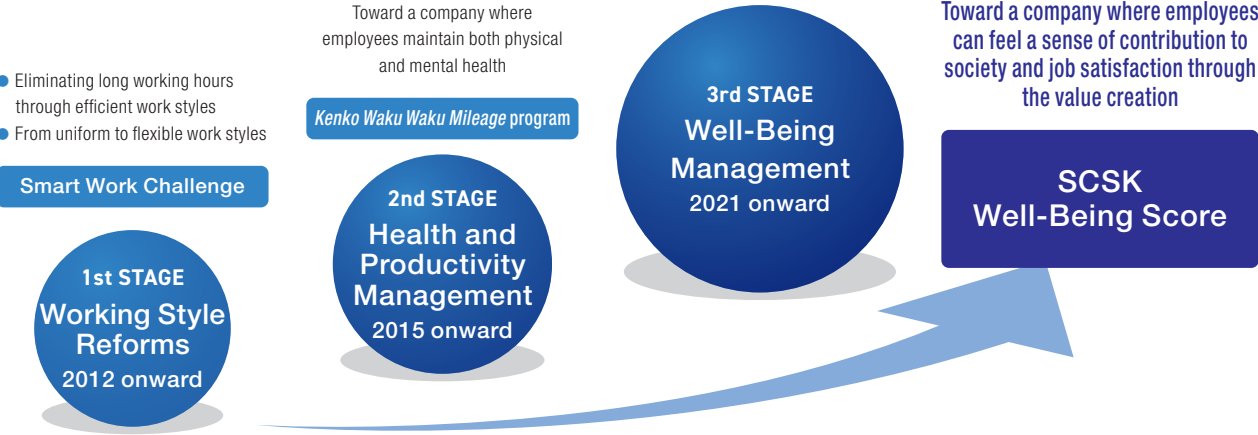 Eliminating long working hours
through efficient work styles
From uniform to flexible work styles
Smart Work Challenge
1st STAGE
Working Style
Reforms
2012 onward
Toward a company where
employees maintain both physical
and mental health
Kenko Waku Waku Mileage program
2nd STAGE
Health and
Productivity
Management
2015 onward
3rd STAGE
Well-Being
Management
2021 onward
Toward a company where employees
can feel a sense of contribution to
society and job satisfaction through
the value creation
SCSK
Well-Being Score